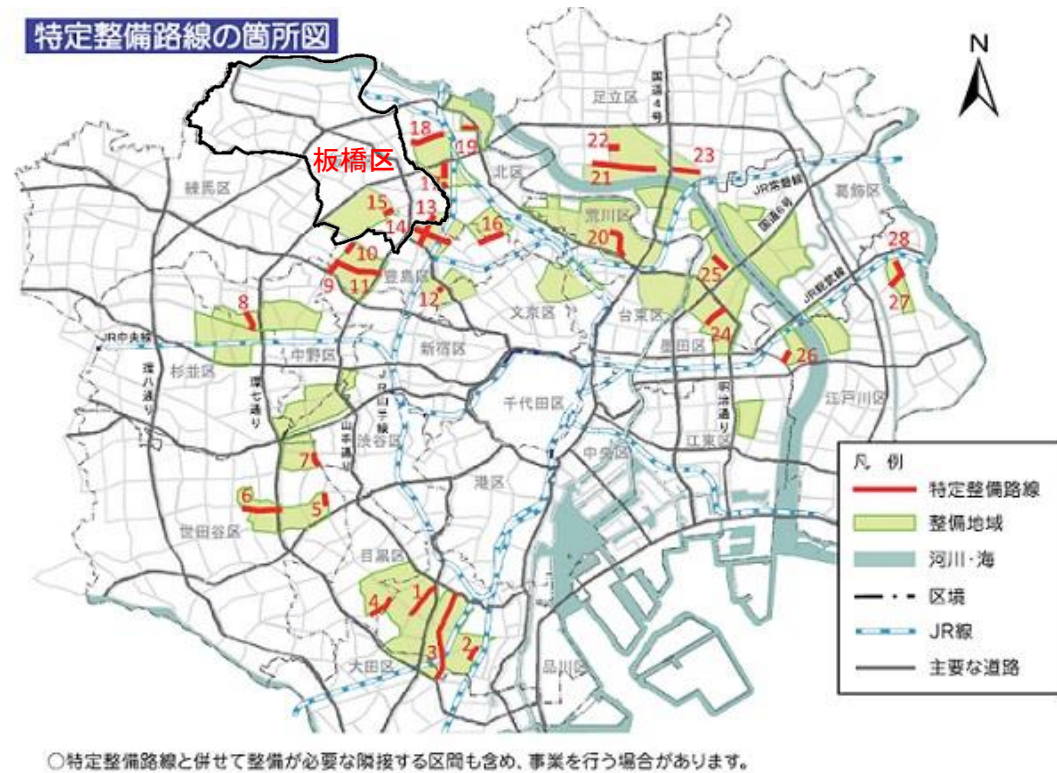 特定整備路線の箇所図
N
国道4号
足立区
板橋区
18
19
22
21
23
北区
17
JR常磐線
葛飾区
練馬区
15
13
14
16
荒川区
20
国道6号
28
27
10
9
11
豊島区
12
文京区
25
JR総武線
8
台東区
24
墨田区
26
JR中央線
中野区
新宿区
杉並区
環八通り
環七通り
JR山手線
千代田区
明治通り
江戸川区
山手通り
渋谷区
中央区
江東区
7
港区
6
5
世田谷区
目黒区
1
4
3
2
大田区
品川区
凡 例
特定整備路線
整備地域
河川・海
区境
JR線
主要な道路
○特定整備路線と併せて整備が必要な隣接する区間も含め、事業を行う場合があります。